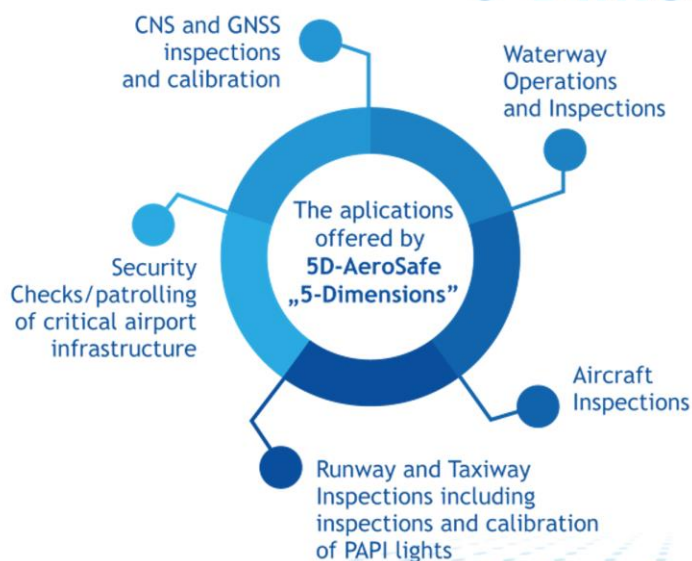 CNS and GNSS
inspections
and calibration
Waterway
Operations
and Inspections
The aplications
offered by
5D-AeroSafe
„5-Dimensions”
Security
Checks/patrolling
of critical airport
infrastructure
Aircraft
Inspections
Runway and Taxiway
Inspections including
inspections and calibration
of PAPI lights